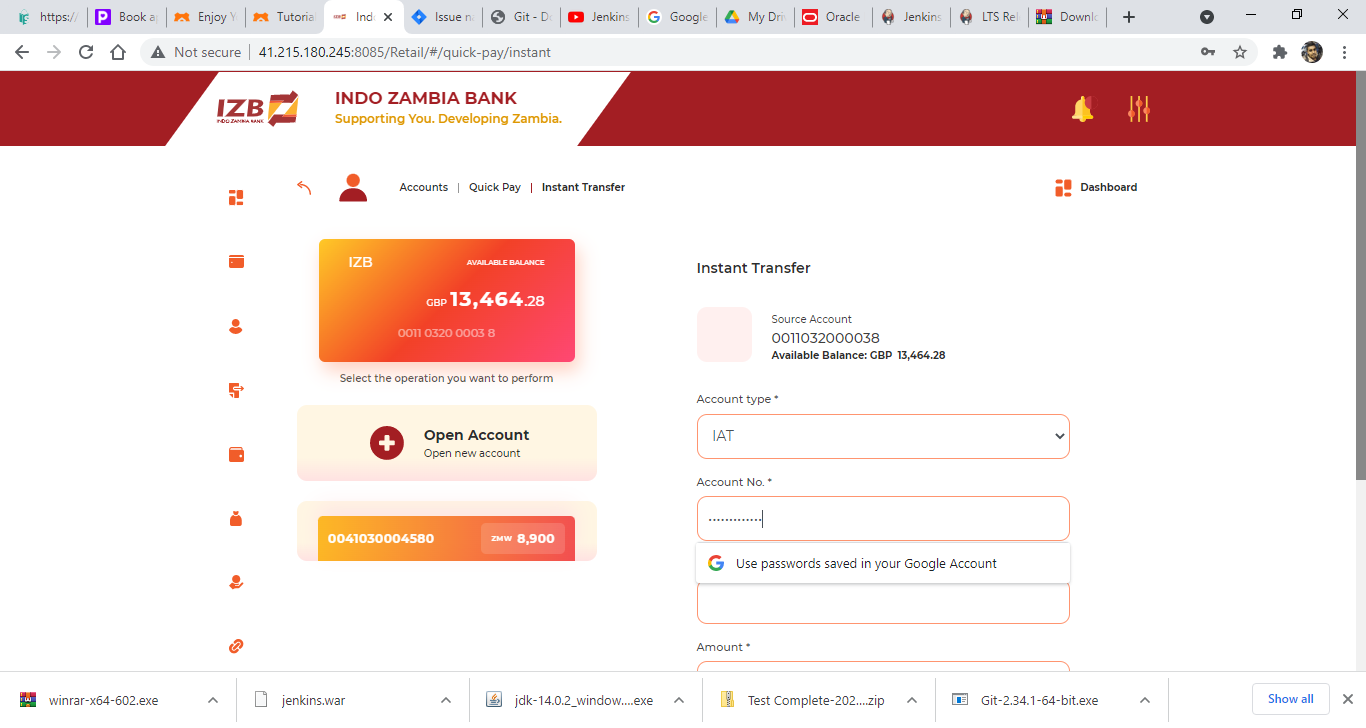 https:/
Book a
Enjoy Y
Tutoria
Indo
Issue n
Git - D
Jenkins
Google
My Dri
Oracle
Jenkins
LTS Rel
Downlo
Not secure
41.215.180.245:8085/Retail/#/quick-pay/instant
IZB
INDO ZAMBIA BANK
INDO ZAMBIA BANK
Supporting You. Developing Zambia.
Accounts | Quick Pay | Instant Transfer
Dashboard
IZB
AVAILABLE BALANCE
GBP 13,464.28
0011 0320 0003 8
Select the operation you want to perform
Open Account
Open new account
0041030004580
ZMW 8,900
Instant Transfer
Source Account
0011032000038
Available Balance: GBP 13,464.28
Account type *
IAT
Account No. *
•••••••••••••
Use passwords saved in your Google Account
Amount *
winrar-x64-602.exe
jenkins.war
jdk-14.0.2_window....exe
Test Complete-202....zip
Git-2.34.1-64-bit.exe
Show all